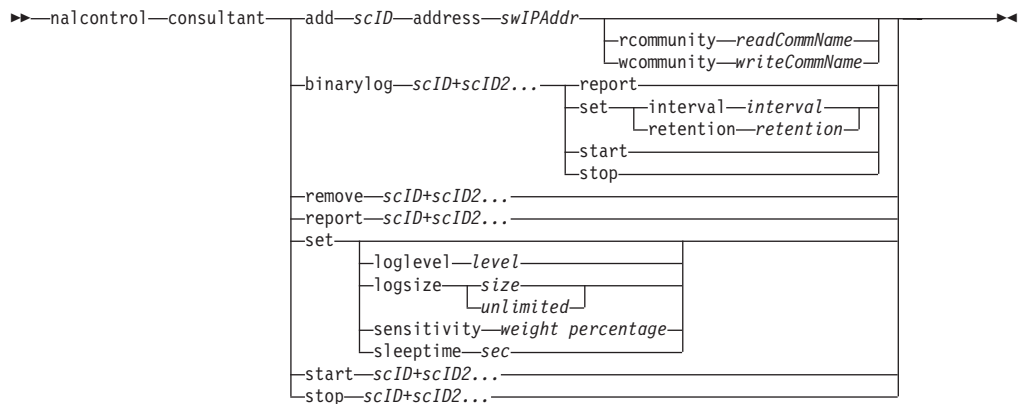 nalcontrol consultant add scID address swIPAddr
rcommunity readCommName
wcommunity writeCommName
binarylog scID+scID2... report
set interval interval
retention retention
start
stop
remove scID+scID2...
report scID+scID2...
set
loglevel level
logsize size
unlimited
sensitivity weight percentage
sleeptime sec
start scID+scID2...
stop scID+scID2...